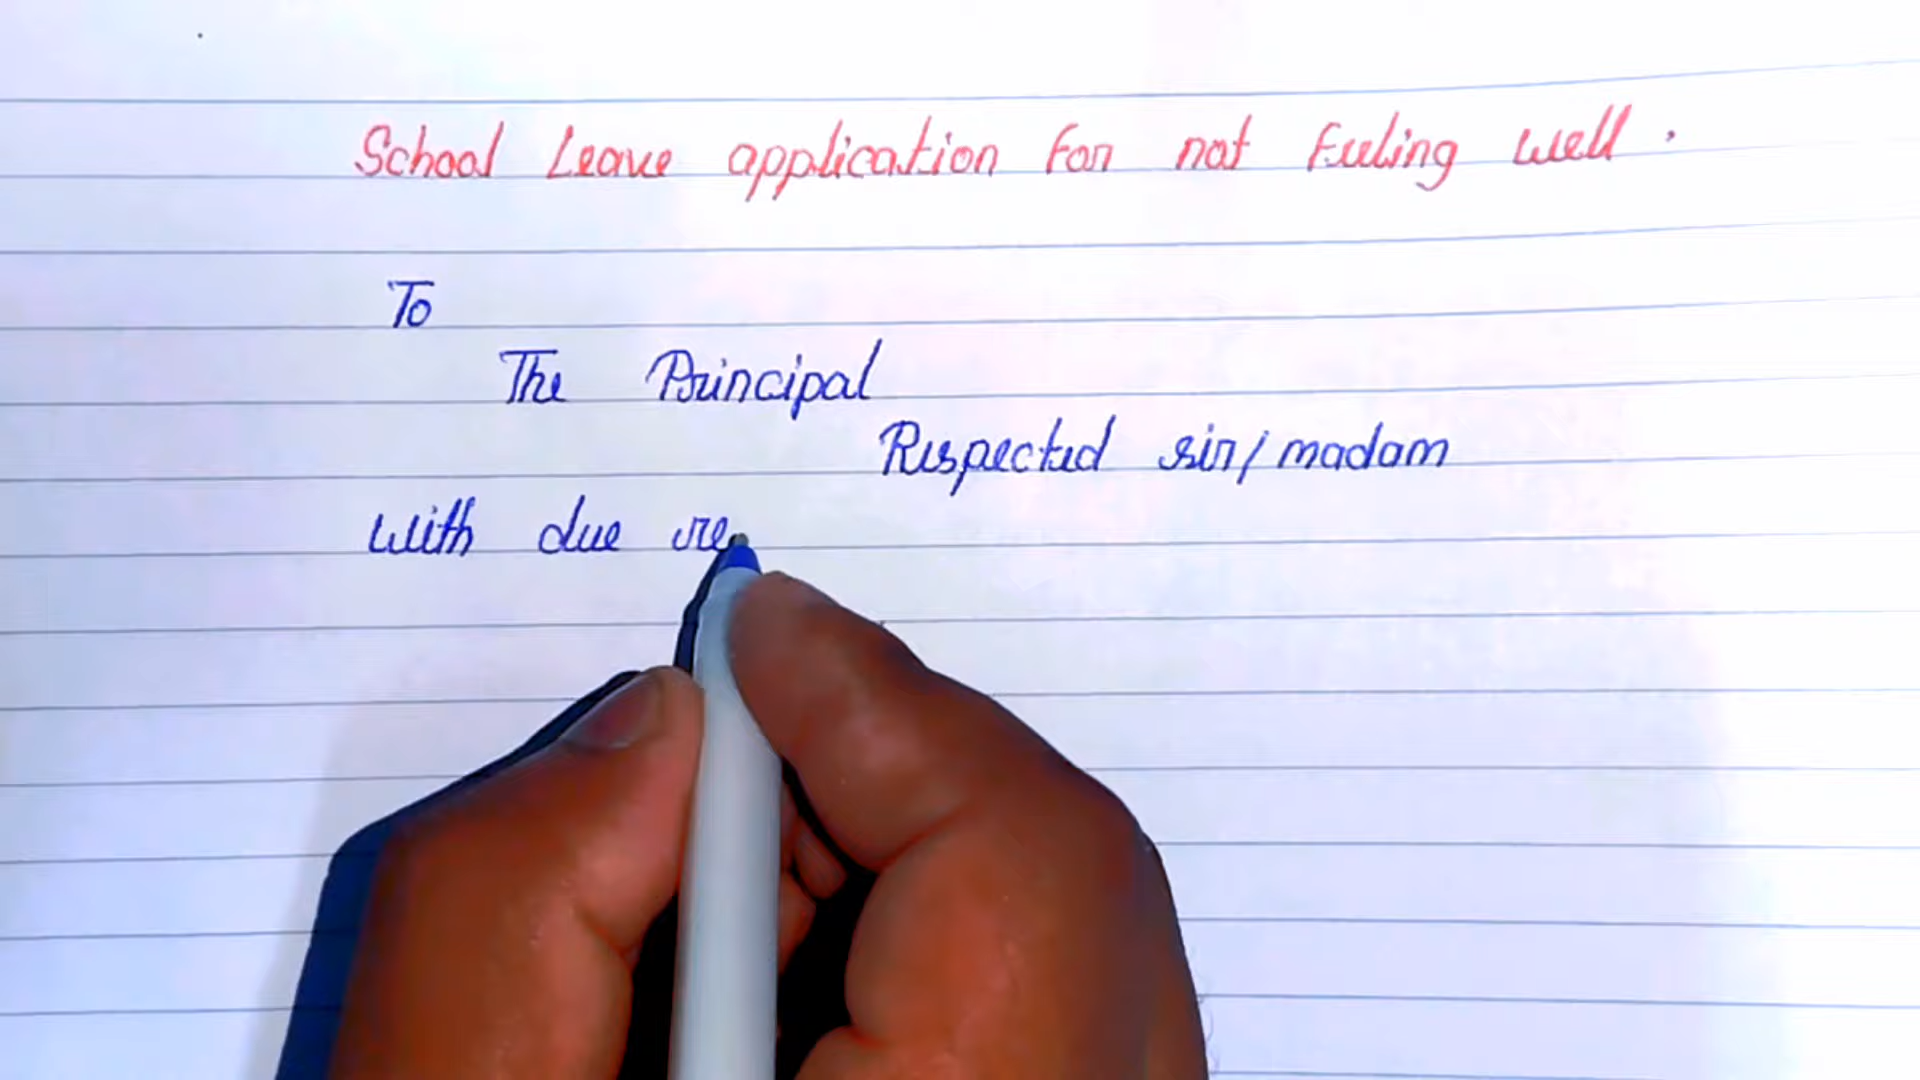 School Leave application For not Feeling well.
To
The Principal
Respected sir/madam
with due re